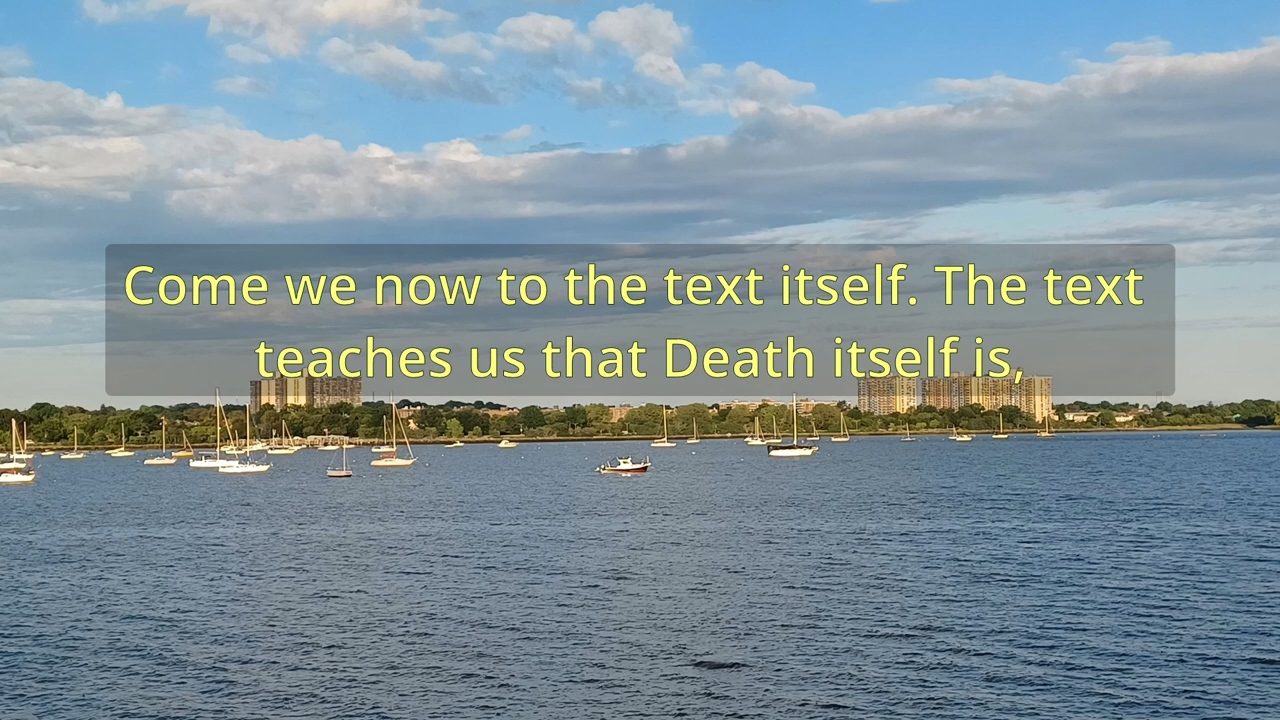 Come we now to the text itself. The text
teaches us that Death itself is,